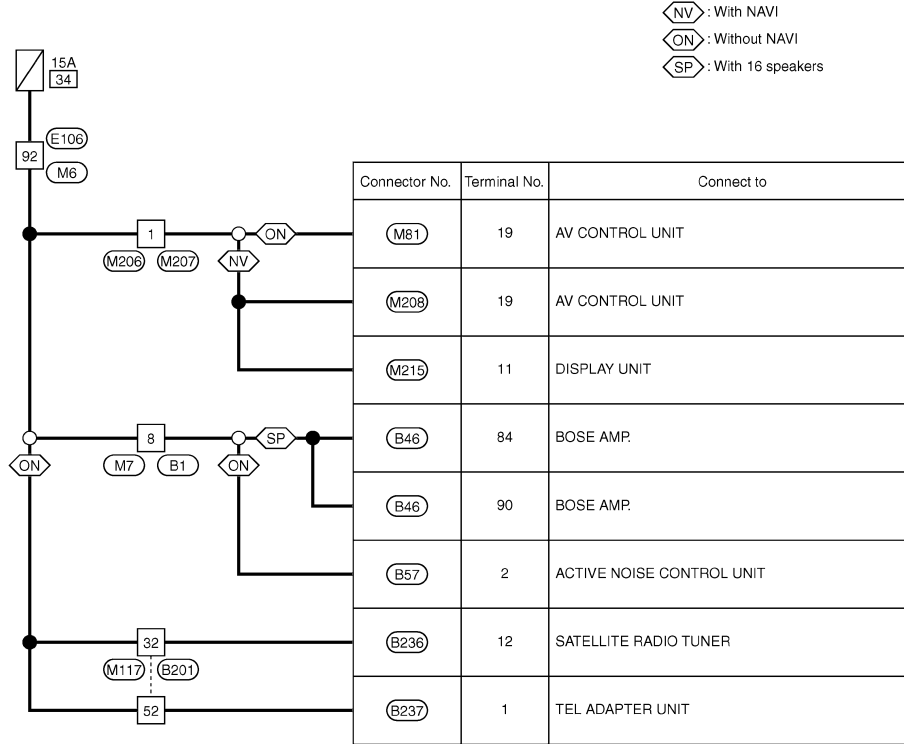 NV : With NAVI
ON : Without NAVI
SP : With 16 speakers
15A
34
E106
92
M6
Connector No. Terminal No. Connect to
1 ON M81 19 AV CONTROL UNIT
M206 M207 NV
M208 19 AV CONTROL UNIT
M215 11 DISPLAY UNIT
8 SP B46 84 BOSE AMP.
ON M7 B1 ON
B46 90 BOSE AMP.
B57 2 ACTIVE NOISE CONTROL UNIT
32 B236 12 SATELLITE RADIO TUNER
M117 B201
52 B237 1 TEL ADAPTER UNIT